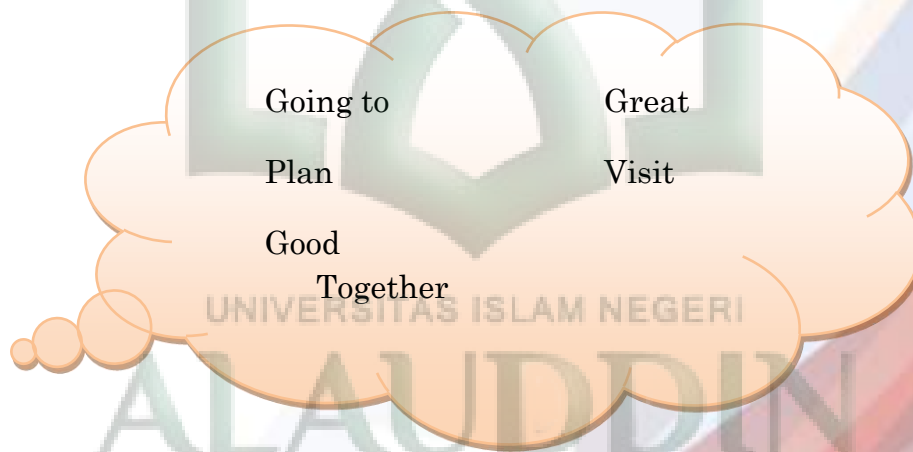 Going to Great
Plan Visit
Good
Together
UNIVERSITAS ISLAM NEGERI
ALAUDDIN